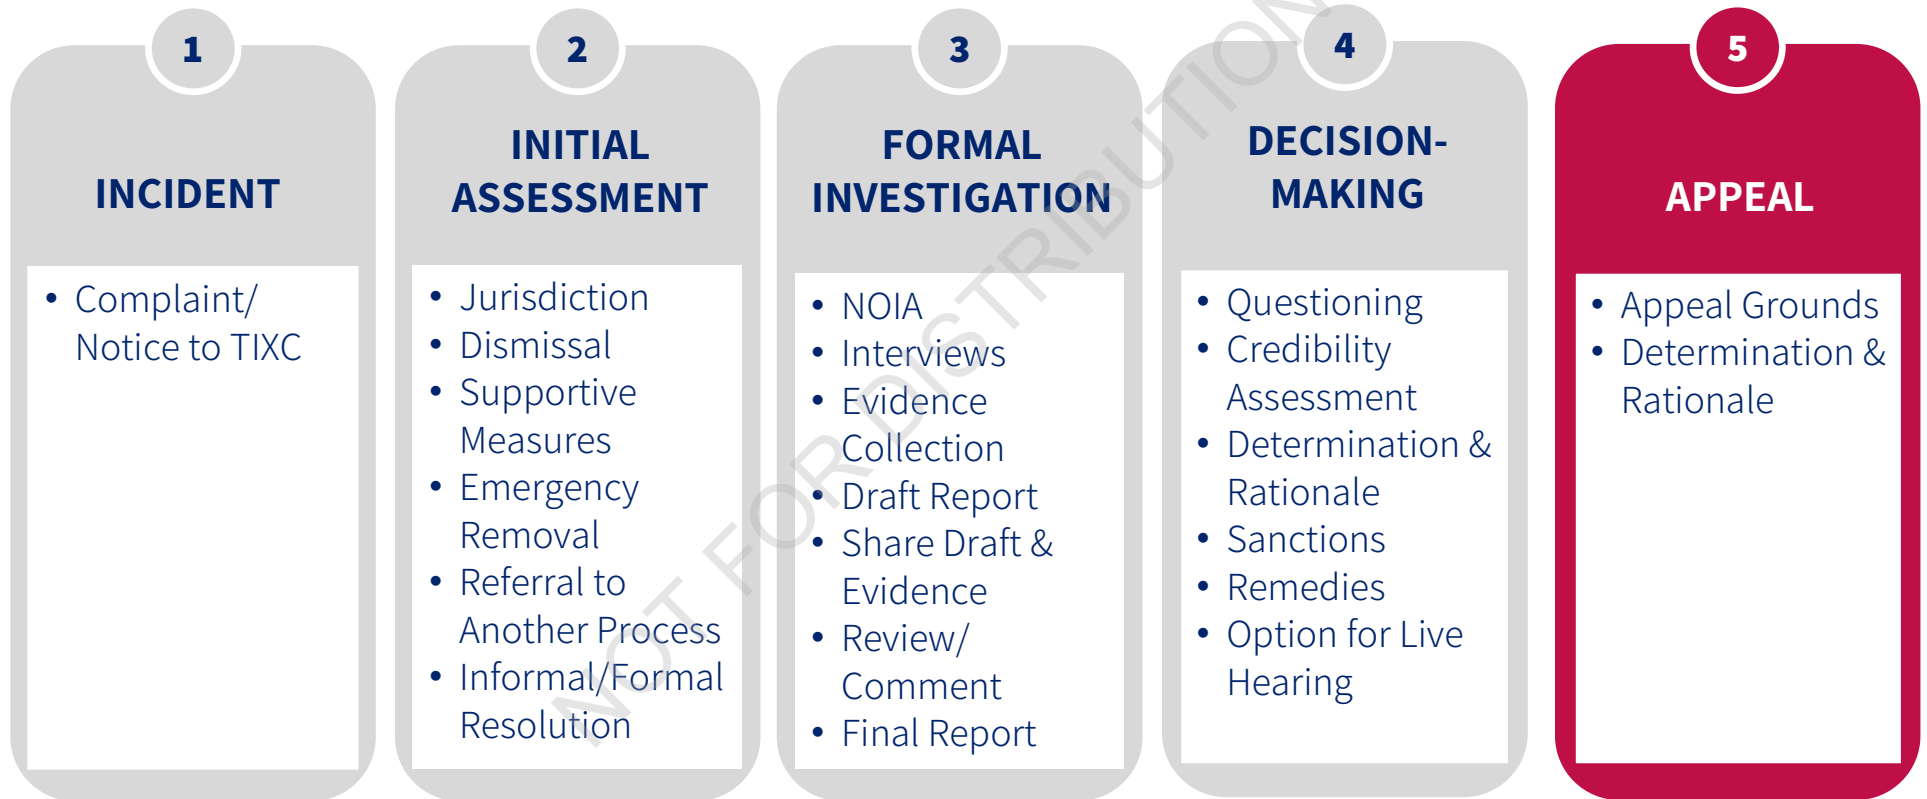 1
INCIDENT
• Complaint/
Notice to TIXC
2
INITIAL
ASSESSMENT
• Jurisdiction
• Dismissal
• Supportive
Measures
• Emergency
Removal
• Referral to
Another Process
• Informal/Formal
Resolution
3
FORMAL
INVESTIGATION
• NOIA
• Interviews
• Evidence
Collection
• Draft Report
• Share Draft &
Evidence
• Review/
Comment
• Final Report
4
DECISION-
MAKING
• Questioning
• Credibility
Assessment
• Determination &
Rationale
• Sanctions
• Remedies
• Option for Live
Hearing
5
APPEAL
• Appeal Grounds
• Determination &
Rationale
NOT FOR DISTRIBUTION